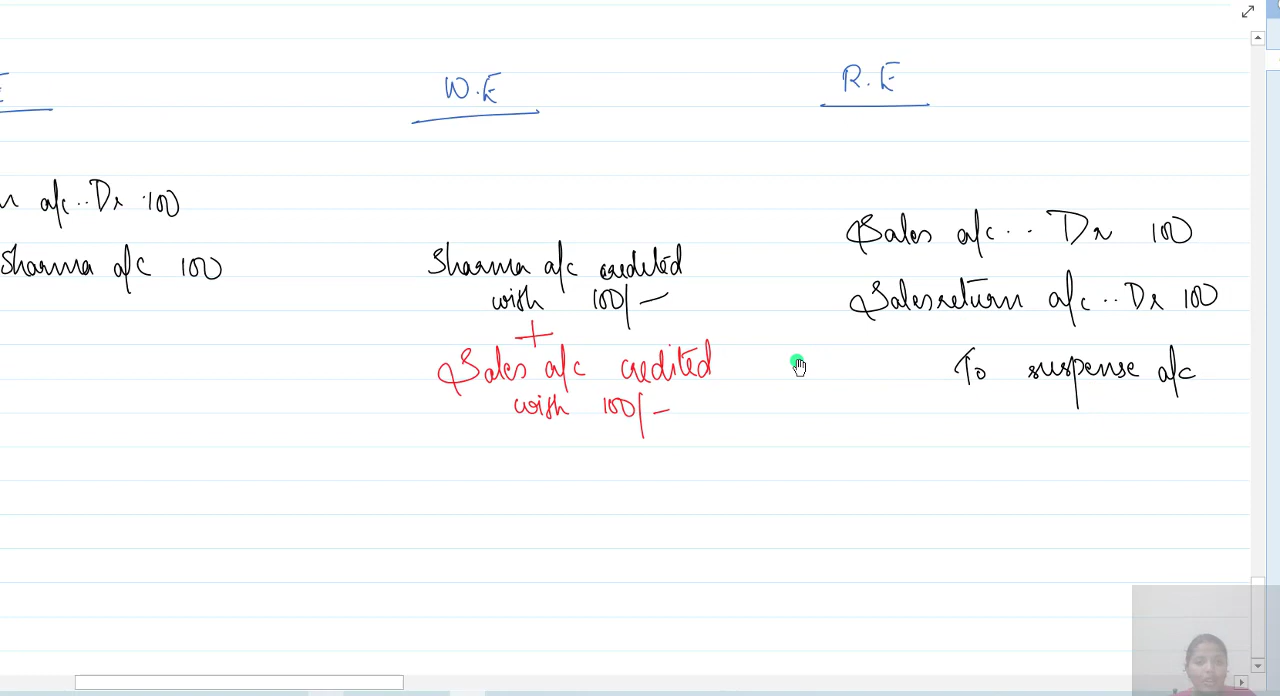 W.E
R.E
a/c.. Dr 100
Sharma a/c 100
Sharma a/c credited
with 100/-
+
Sales a/c credited
with 100/-
Sales a/c.. Dr 100
Salesreturn a/c.. Dr 100
To suspense a/c